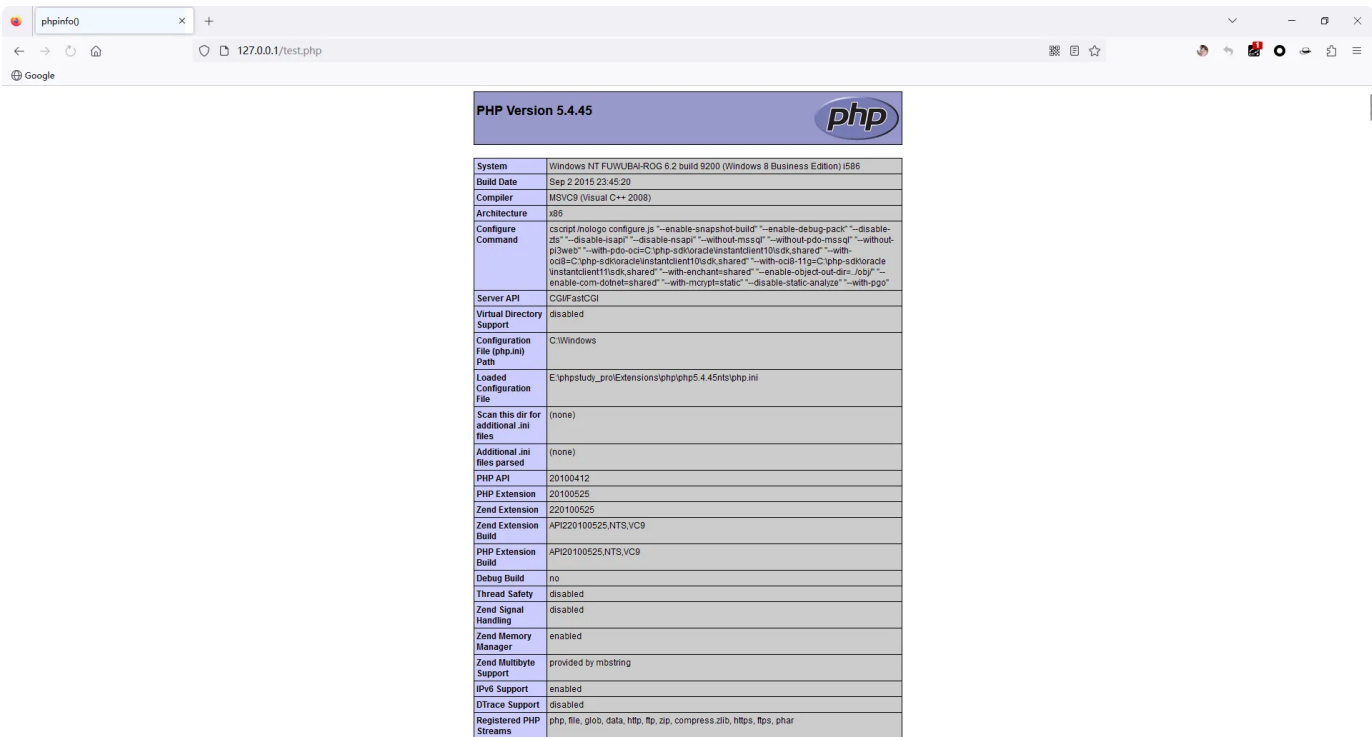 phpinfo()
127.0.0.1/test.php
1
Google
PHP Version 5.4.45
php
System Windows NT FUWUBAI-ROG 6.2 build 9200 (Windows 8 Business Edition) i586
Build Date Sep 2 2015 23:45:20
Compiler MSVC9 (Visual C++ 2008)
Architecture x86
Configure
Command
cscript /nologo configure.js "--enable-snapshot-build" "--enable-debug-pack" "--disable-
zts" "--disable-isapi" "--disable-nsapi" "--without-mssql" "--without-pdo-mssql" "--without-
pi3web" "--with-pdo-oci=C:\php-sdk\oracle\instantclient10\sdk,shared" "--with-
oci8=C:\php-sdk\oracle\instantclient10\sdk,shared" "--with-oci8-11g=C:\php-sdk\oracle
\instantclient11\sdk,shared" "--with-enchant=shared" "--enable-object-out-dir=../obj/" "--
enable-com-dotnet=shared" "--with-mcrypt=static" "--disable-static-analyze" "--with-pgo"
Server API CGI/FastCGI
Virtual Directory
Support
disabled
Configuration
File (php.ini)
Path
C:\Windows
Loaded
Configuration
File
E:\phpstudy_pro\Extensions\php\php5.4.45nts\php.ini
Scan this dir for
additional .ini
files
(none)
Additional .ini
files parsed
(none)
PHP API 20100412
PHP Extension 20100525
Zend Extension 220100525
Zend Extension
Build
API220100525,NTS,VC9
PHP Extension
Build
API20100525,NTS,VC9
Debug Build no
Thread Safety disabled
Zend Signal
Handling
disabled
Zend Memory
Manager
enabled
Zend Multibyte
Support
provided by mbstring
IPv6 Support enabled
DTrace Support disabled
Registered PHP
Streams
php, file, glob, data, http, ftp, zip, compress.zlib, https, ftps, phar